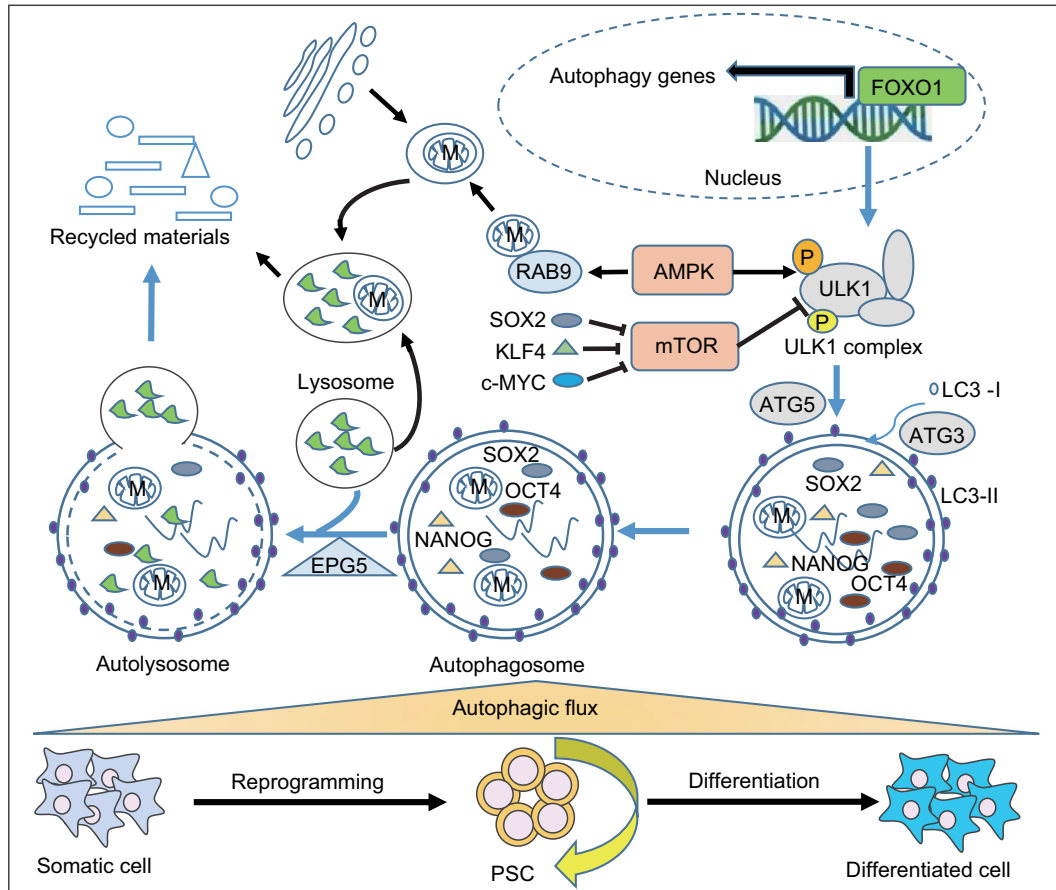 Autophagy genes
FOXO1
Nucleus
M
Recycled materials
M
RAB9
AMPK
P
ULK1
P
ULK1 complex
M
SOX2
KLF4
c-MYC
mTOR
Lysosome
ATG5
LC3 -I
ATG3
LC3-II
SOX2
M
NANOG
OCT4
M
SOX2
M
OCT4
NANOG
M
EPG5
M
M
Autolysosome
Autophagosome
Autophagic flux
Reprogramming
Differentiation
Somatic cell
PSC
Differentiated cell